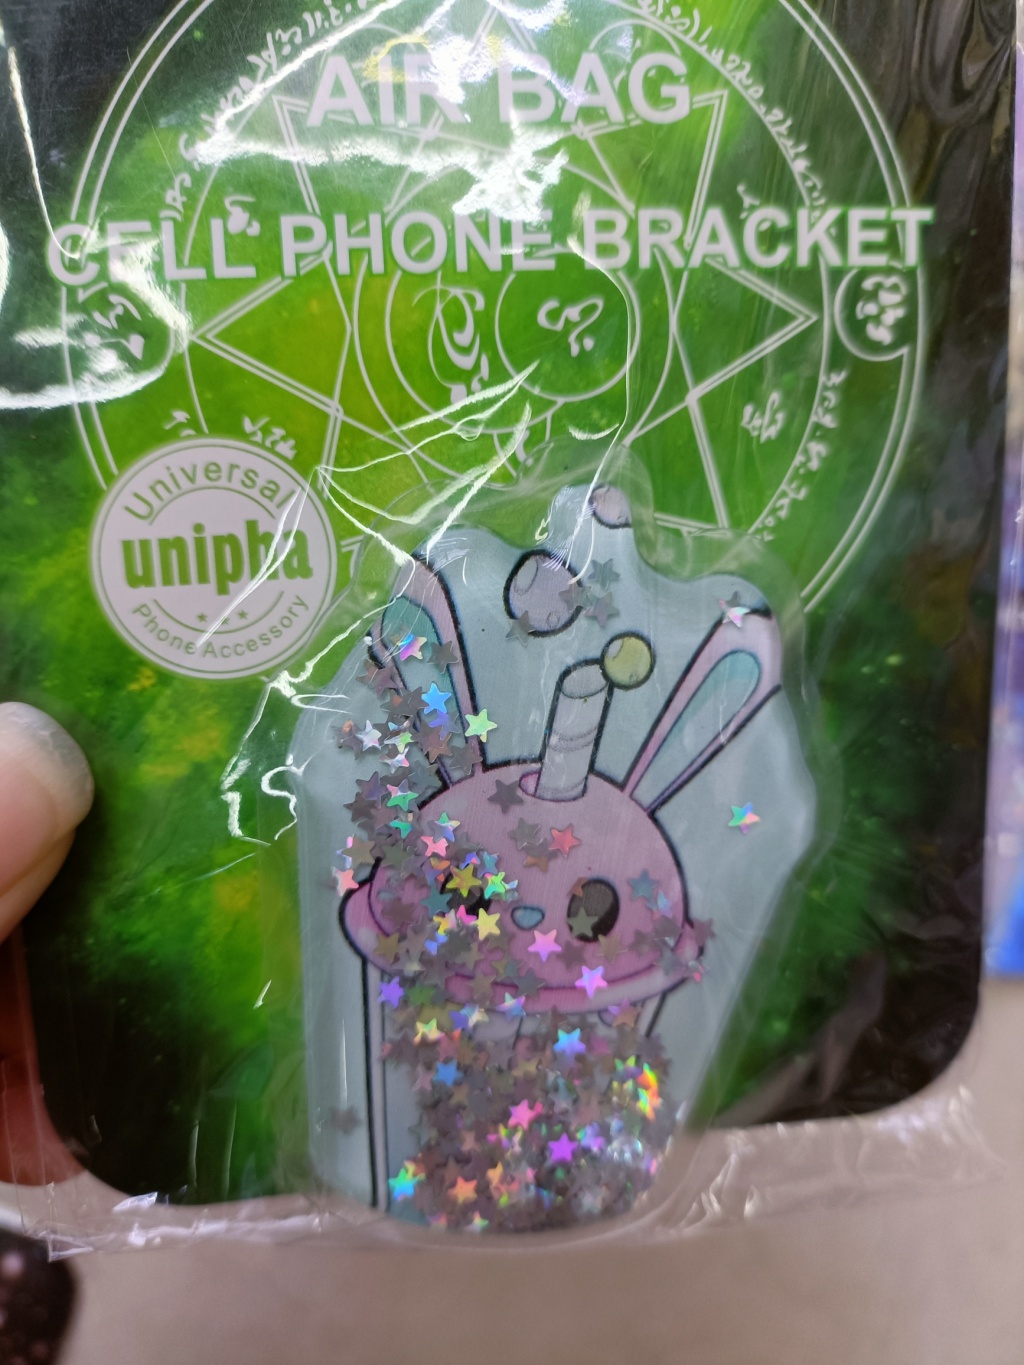 AIR BAG
CELL PHONE BRACKET
Universal
unipha
Phone Accessory